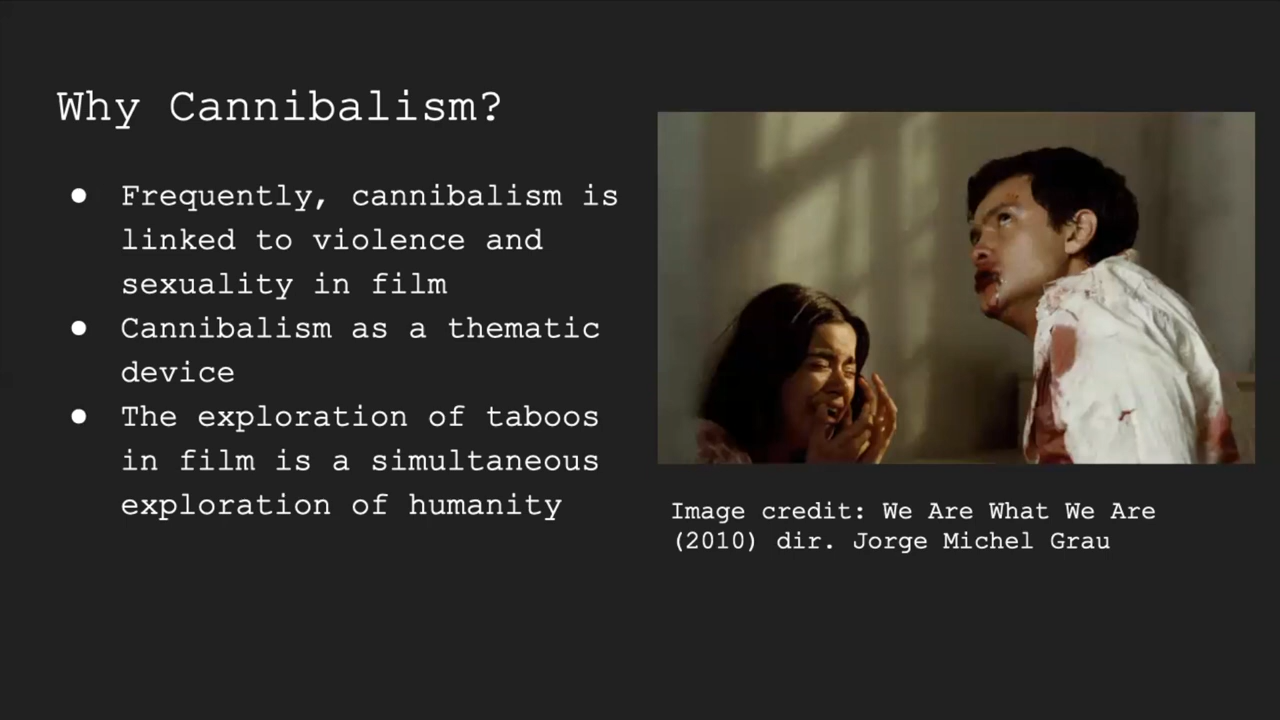 Why Cannibalism?
● Frequently, cannibalism is
linked to violence and
sexuality in film
● Cannibalism as a thematic
device
● The exploration of taboos
in film is a simultaneous
exploration of humanity
Image credit: We Are What We Are
(2010) dir. Jorge Michel Grau